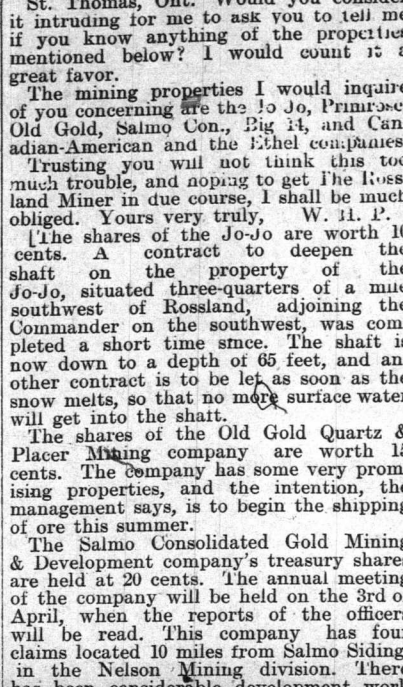 St. Thomas, Ont. Would you conside
it intruding for me to ask you to tell me
if you know anything of the properties
mentioned below? I would count it a
great favor.
The mining properties I would inquire
of you concerning are the Jo Jo, Primrose
Old Gold, Salmo Con., Big 14, and Can
adian-American and the Ethel companies
Trusting you will not think this too
much trouble, and hoping to get The Ross
land Miner in due course, I shall be much
obliged. Yours very truly, W. H. P.
[The shares of the Jo-Jo are worth 1
cents. A contract to deepen the
shaft on the property of the
Jo-Jo, situated three-quarters of a mile
southwest of Rossland, adjoining the
Commander on the southwest, was com
pleted a short time since. The shaft is
now down to a depth of 65 feet, and an
other contract is to be let as soon as the
snow melts, so that no more surface water
will get into the shaft.
The shares of the Old Gold Quartz &
Placer Mining company are worth 1
cents. The company has some very prom
ising properties, and the intention, the
management says, is to begin the shipping
of ore this summer.
The Salmo Consolidated Gold Mining
& Development company's treasury share
are held at 20 cents. The annual meeting
of the company will be held on the 3rd o
April, when the reports of the officer
will be read. This company has four
claims located 10 miles from Salmo Siding
in the Nelson Mining division. There
has been considerable development work